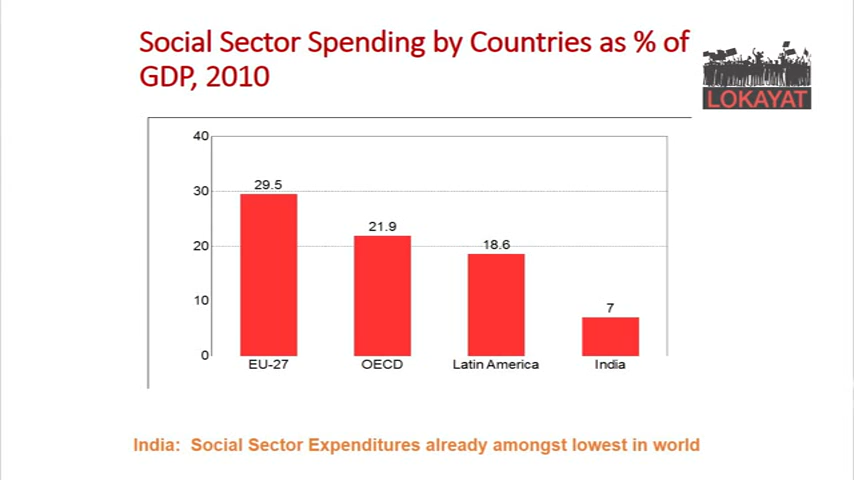 Social Sector Spending by Countries as % of
GDP, 2010
LOKAYAT
40
30
20
10
0
29.5
21.9
18.6
7
EU-27
OECD
Latin America
India
India: Social Sector Expenditures already amongst lowest in world